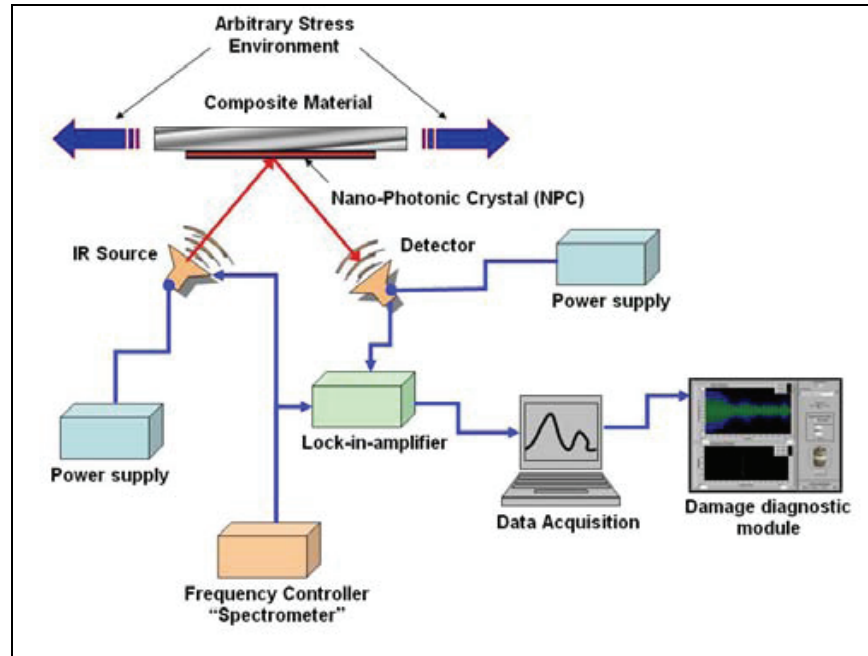 Arbitrary Stress
Environment
Composite Material
Nano-Photonic Crystal (NPC)
IR Source
Detector
Power supply
Lock-in-amplifier
Power supply
Data Acquisition
Damage diagnostic
module
Frequency Controller
“Spectrometer”